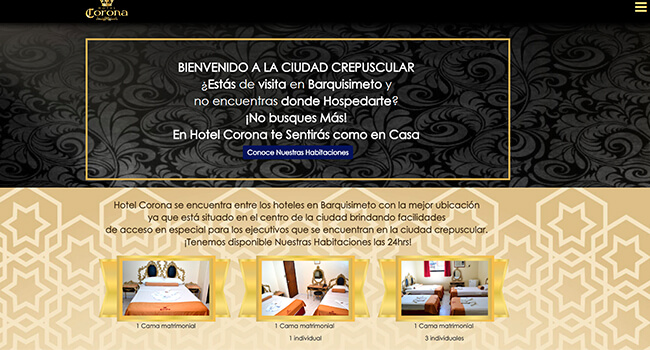 Corona
BIENVENIDO A LA CIUDAD CREPUSCULAR
¿Estás de visita en Barquisimeto y
no encuentras donde Hospedarte?
¡No busques Más!
En Hotel Corona te Sentirás como en Casa
Conoce Nuestras Habitaciones
Hotel Corona se encuentra entre los hoteles en Barquisimeto con la mejor ubicación
ya que está situado en el centro de la ciudad brindando facilidades
de acceso en especial para los ejecutivos que se encuentran en la ciudad crepuscular.
¡Tenemos disponible Nuestras Habitaciones las 24hrs!
1 Cama matrimonial
1 Cama matrimonial
1 individual
1 Cama matrimonial
3 individuales